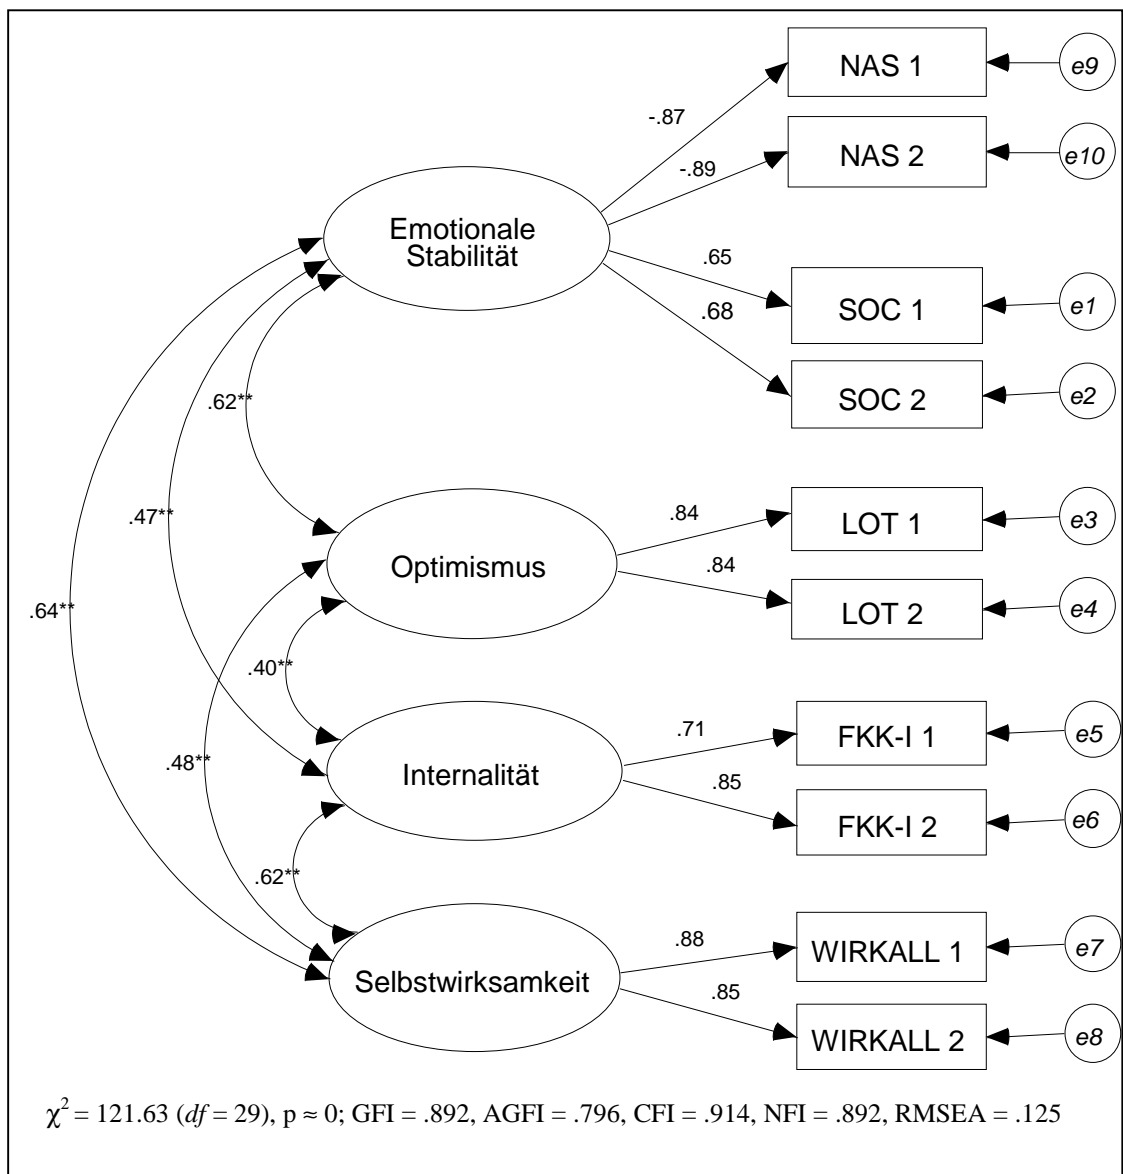 NAS 1
e9
-.87
NAS 2
e10
-.89
Emotionale
Stabilität
.65
SOC 1
e1
.68
SOC 2
e2
.62**
.47**
LOT 1
e3
.84
Optimismus
.84
LOT 2
e4
.64**
.40**
FKK-I 1
e5
.71
.48**
Internalität
.85
FKK-I 2
e6
.62**
WIRKALL 1
e7
.88
Selbstwirksamkeit
.85
WIRKALL 2
e8
χ² = 121.63 (df = 29), p ≈ 0; GFI = .892, AGFI = .796, CFI = .914, NFI = .892, RMSEA = .125